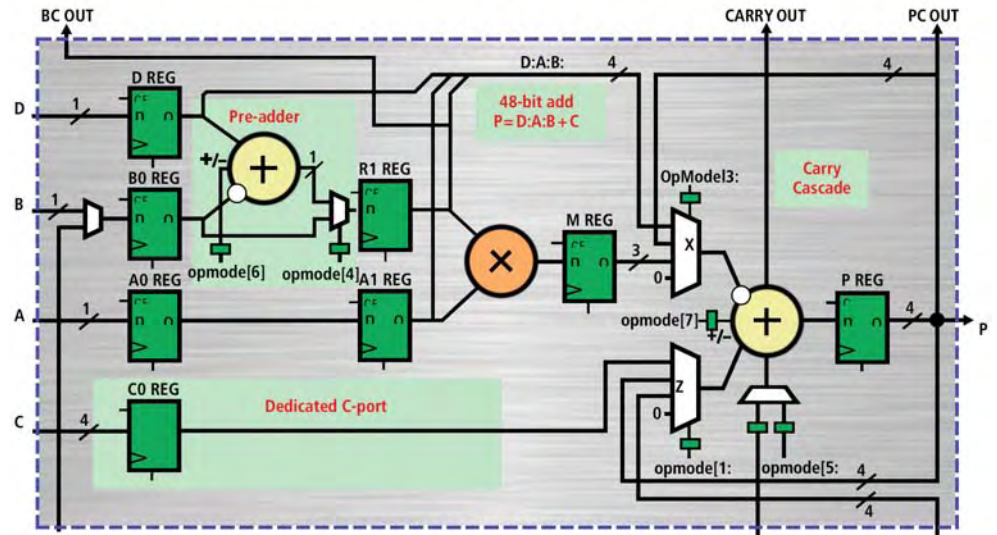 BC OUT
CARRY OUT
PC OUT
D REG
D:A:B:
4
4
D
1
Pre-adder
48-bit add
P=D:A:B+C
+/-
+
1
R1 REG
Carry
Cascade
OpModel3:
B0 REG
B
1
X
M REG
×
3
0
opmode[6]
opmode[4]
A0 REG
A1 REG
P REG
A
1
opmode[7]
+/-
+
4
P
C0 REG
Dedicated C-port
Z
C
4
0
opmode[1:
opmode[5:
4
4